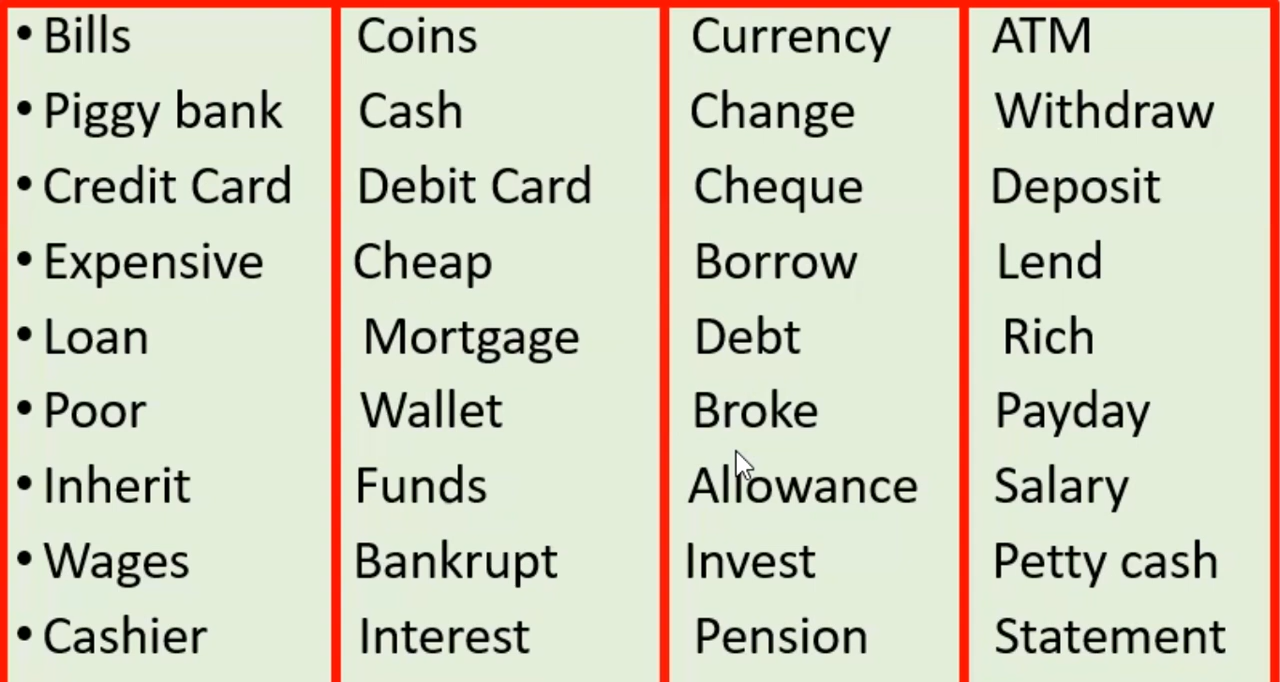 • Bills Coins Currency ATM
• Piggy bank Cash Change Withdraw
• Credit Card Debit Card Cheque Deposit
• Expensive Cheap Borrow Lend
• Loan Mortgage Debt Rich
• Poor Wallet Broke Payday
• Inherit Funds Allowance Salary
• Wages Bankrupt Invest Petty cash
• Cashier Interest Pension Statement